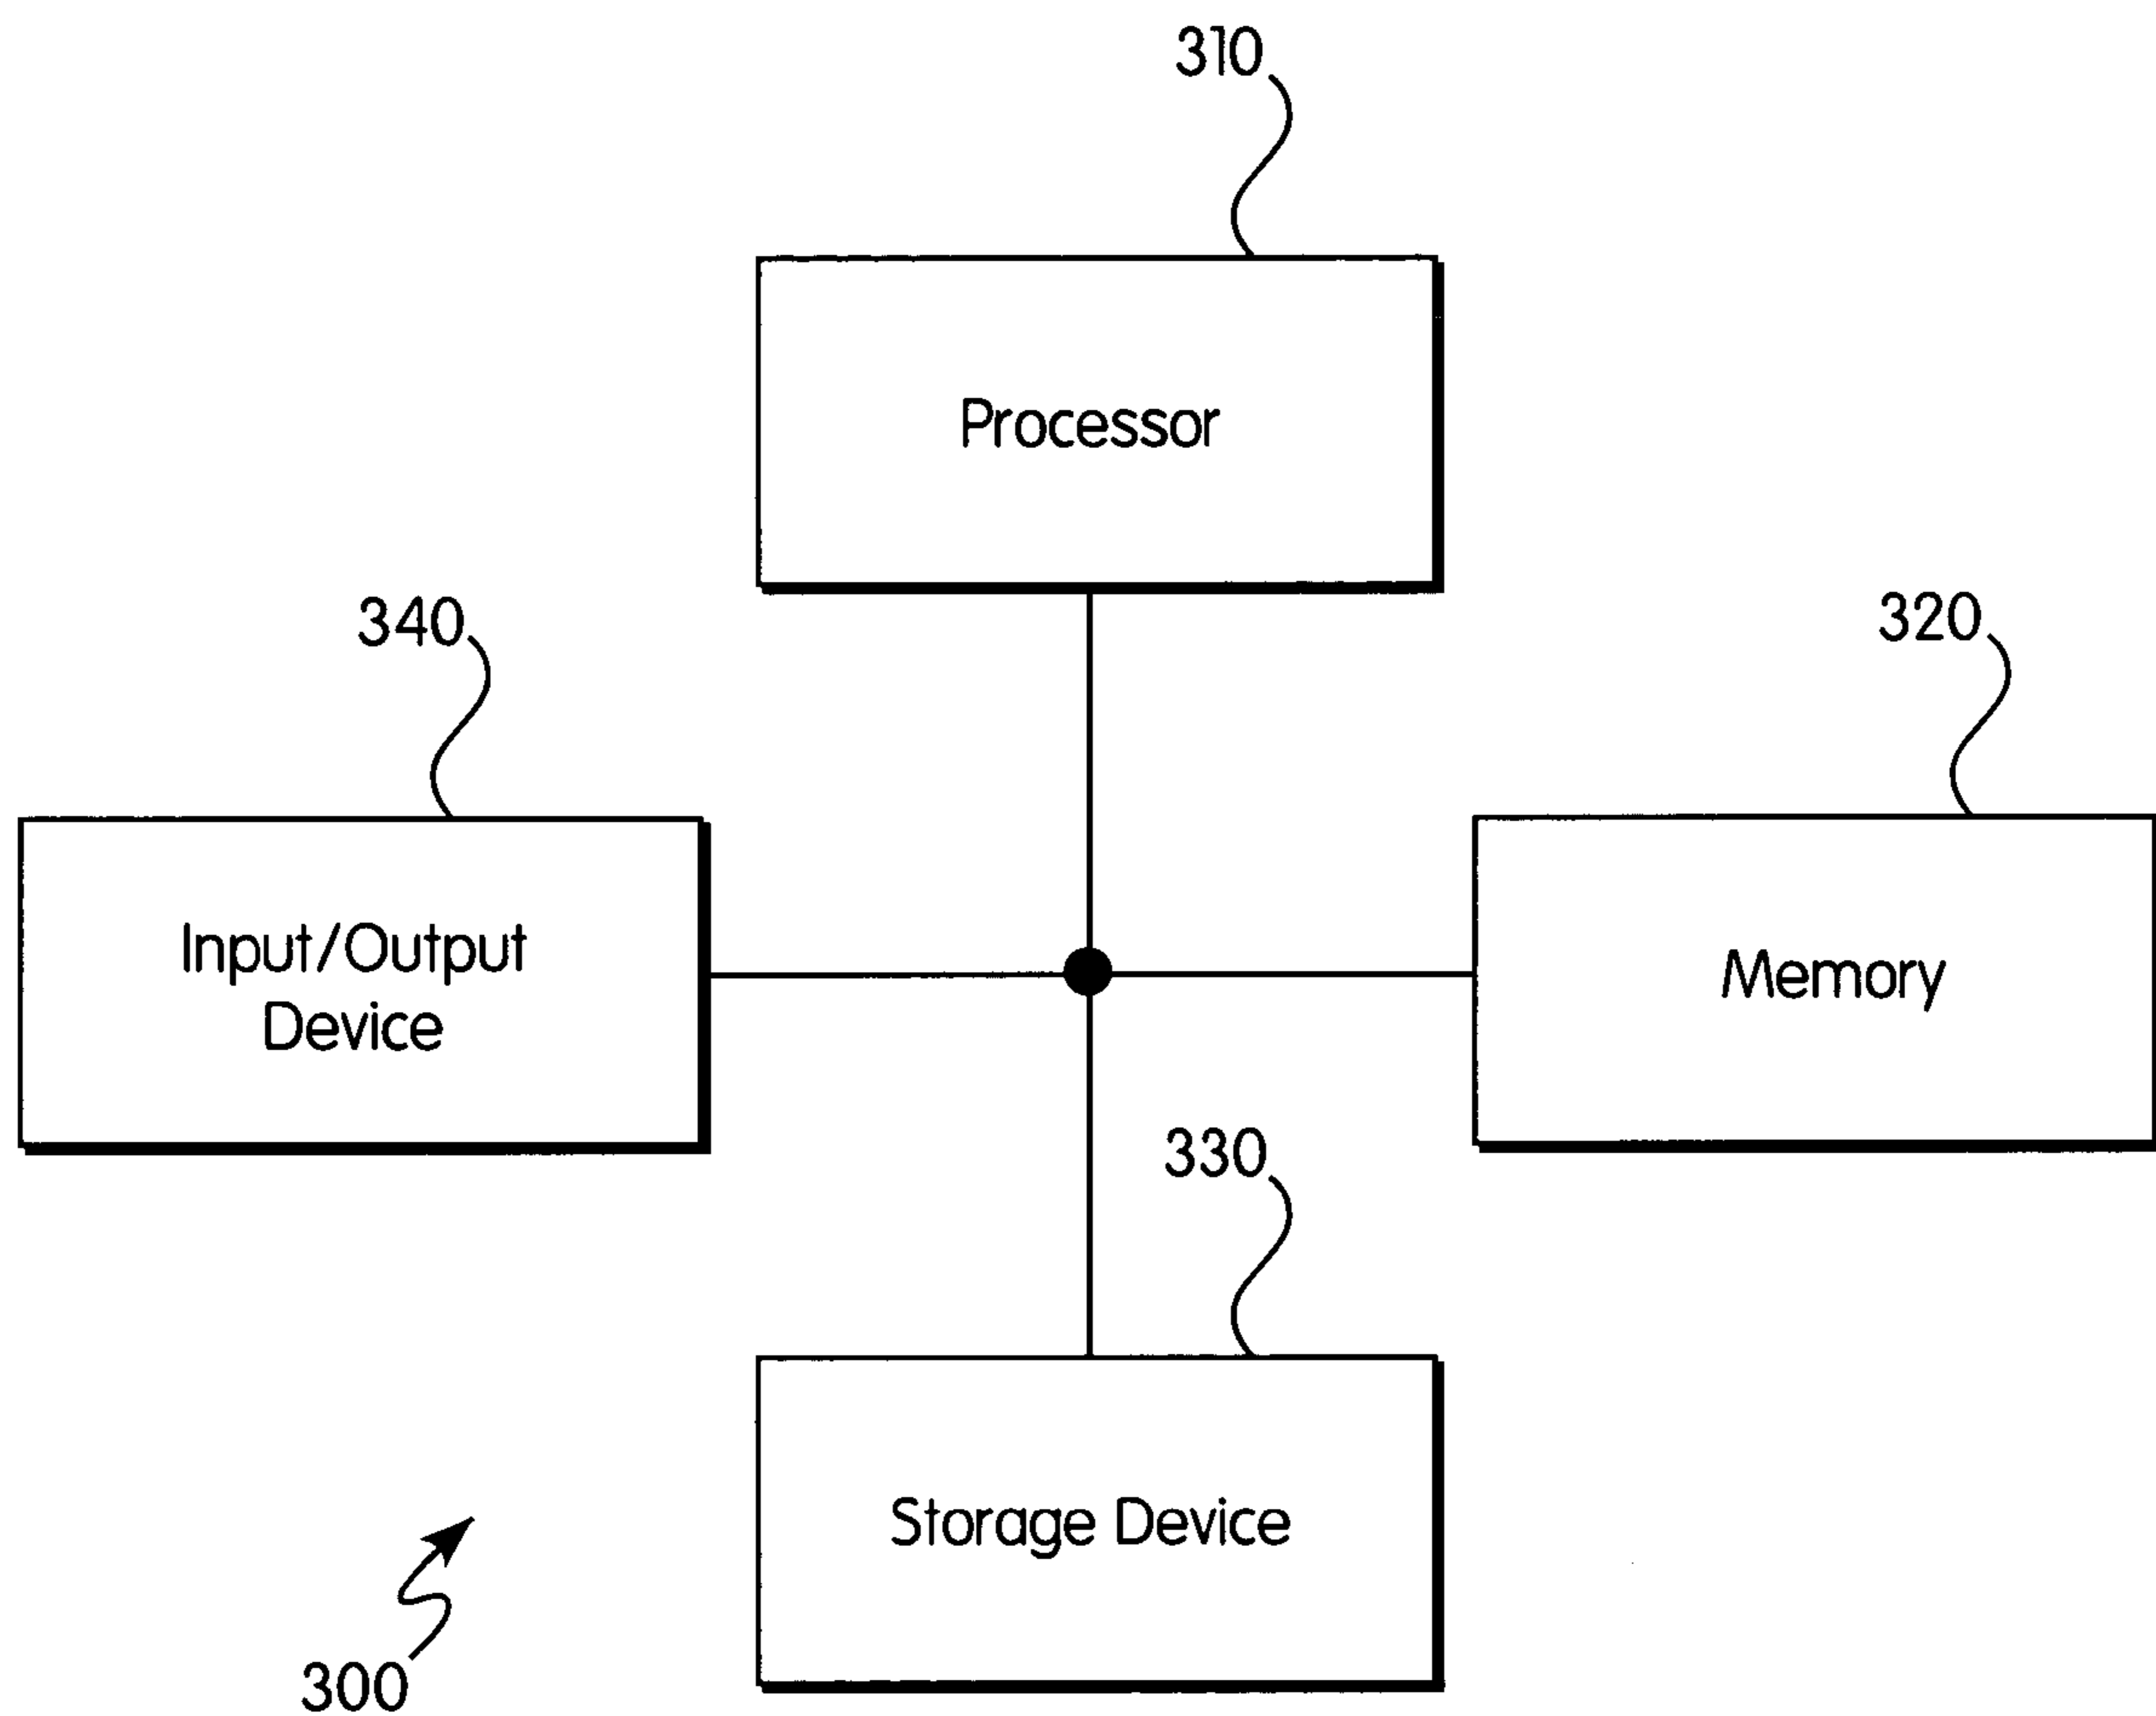 310
Processor
340
320
Input/Output
Device
Memory
330
Storage Device
300